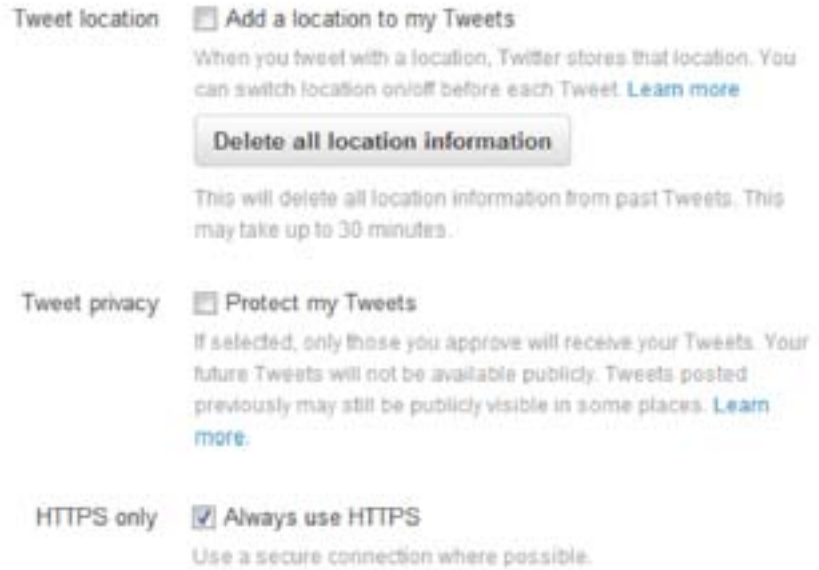 Tweet location Add a location to my Tweets
When you tweet with a location, Twitter stores that location. You
can switch location on/off before each Tweet. Learn more
Delete all location information
This will delete all location information from past Tweets. This
may take up to 30 minutes.
Tweet privacy Protect my Tweets
If selected, only those you approve will receive your Tweets. Your
future Tweets will not be available publicly. Tweets posted
previously may still be publicly visible in some places. Learn
more.
HTTPS only Always use HTTPS
Use a secure connection where possible.